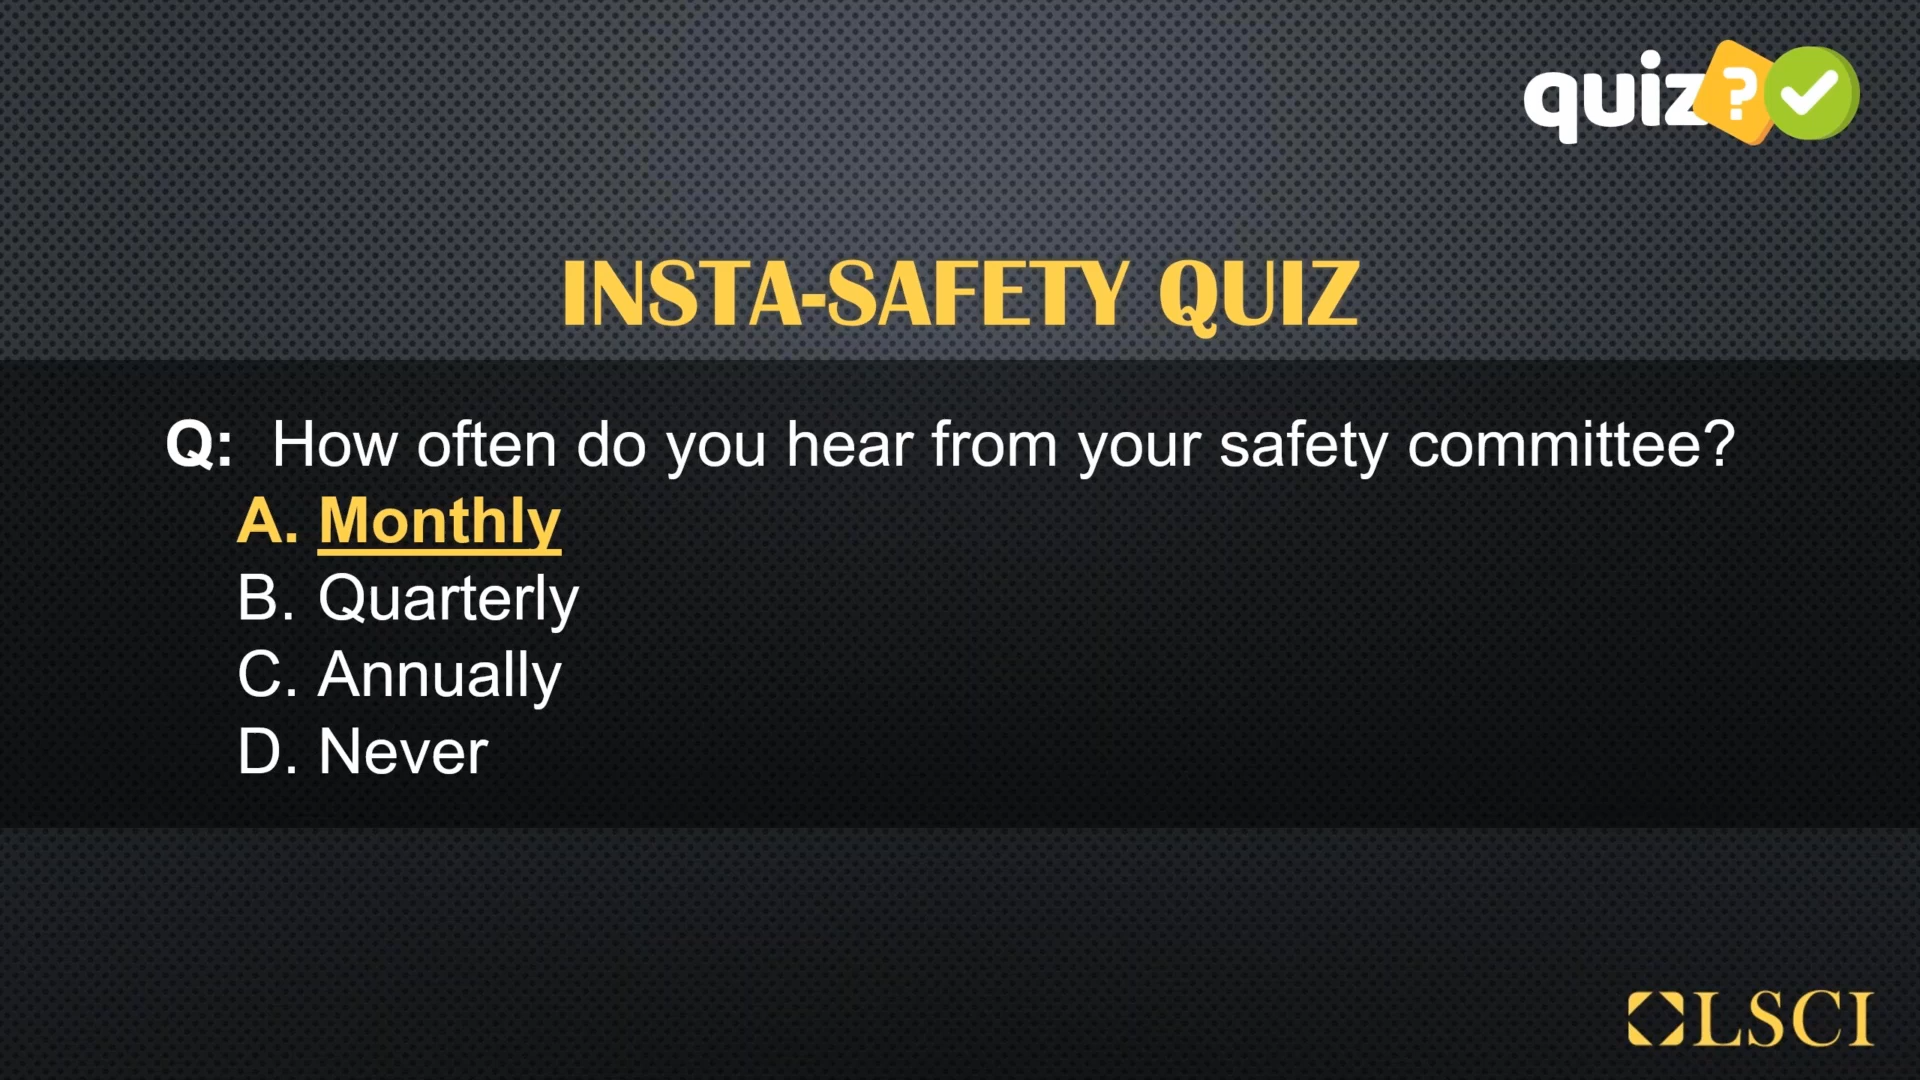 quiz?
INSTA-SAFETY QUIZ
Q: How often do you hear from your safety committee?
A. Monthly
B. Quarterly
C. Annually
D. Never
LSCI